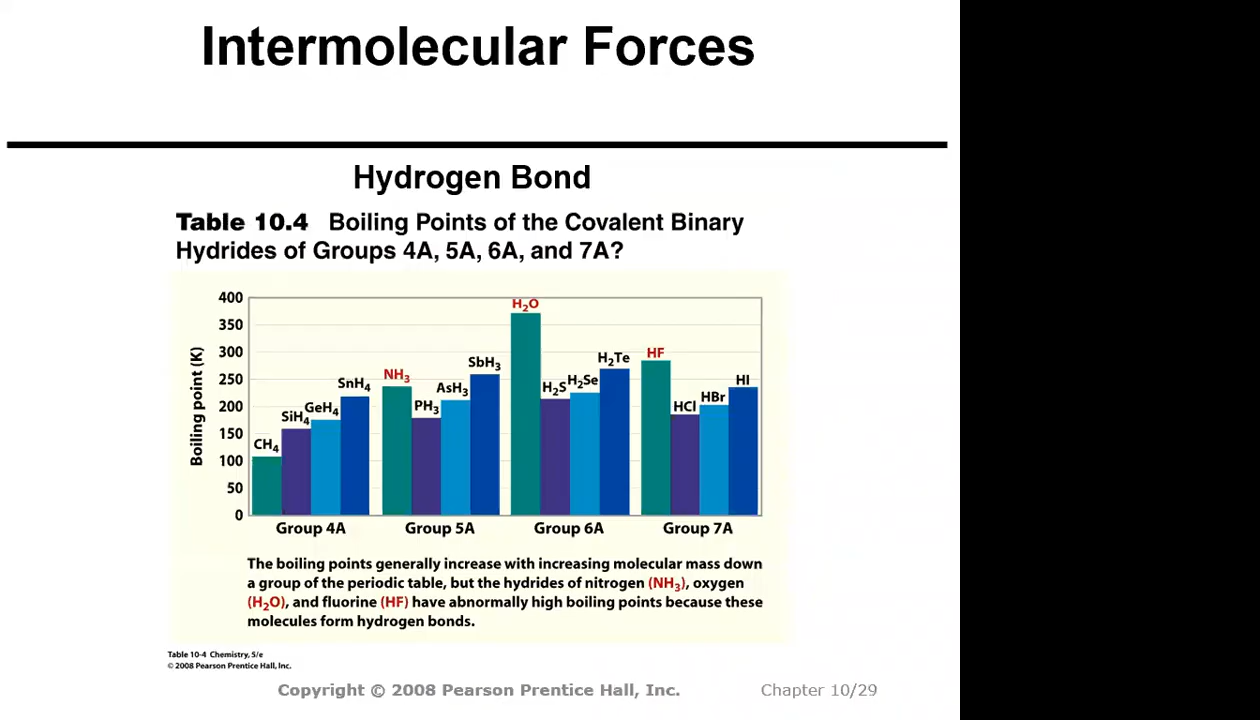 Intermolecular Forces
Hydrogen Bond
Table 10.4 Boiling Points of the Covalent Binary
Hydrides of Groups 4A, 5A, 6A, and 7A?
Boiling point (K)
400
350
300
250
200
150
100
50
0
CH₄
SiH₄
GeH₄
SnH₄
NH₃
PH₃
AsH₃
SbH₃
H₂O
H₂S
H₂Se
H₂Te
HF
HCl
HBr
HI
Group 4A
Group 5A
Group 6A
Group 7A
The boiling points generally increase with increasing molecular mass down
a group of the periodic table, but the hydrides of nitrogen (NH₃), oxygen
(H₂O), and fluorine (HF) have abnormally high boiling points because these
molecules form hydrogen bonds.
Table 10-4 Chemistry, 5/e
© 2008 Pearson Prentice Hall, Inc.
Copyright © 2008 Pearson Prentice Hall, Inc.
Chapter 10/29